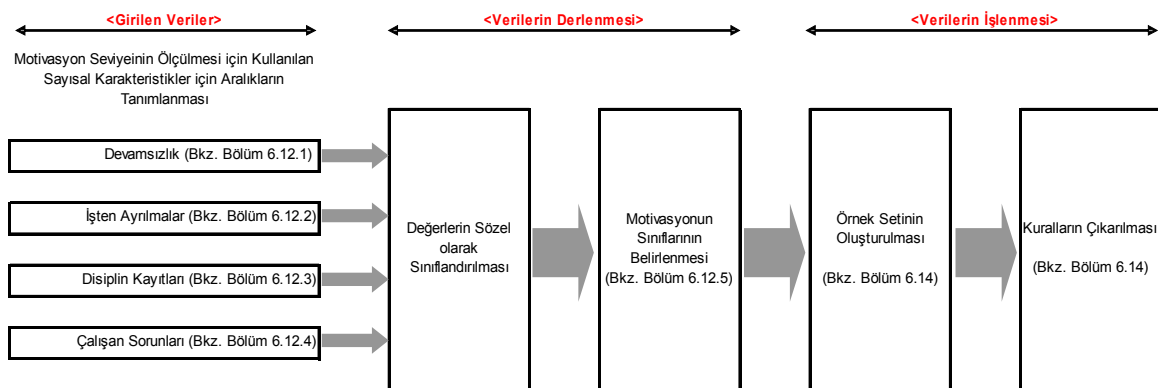 <Girilen Veriler>
<Verilerin Derlenmesi>
<Verilerin İşlenmesi>
Motivasyon Seviyeinin Ölçülmesi için Kullanılan
Sayısal Karakteristikler için Aralıkların
Tanımlanması
Devamsızlık (Bkz. Bölüm 6.12.1)
İşten Ayrılmalar (Bkz. Bölüm 6.12.2)
Disiplin Kayıtları (Bkz. Bölüm 6.12.3)
Çalışan Sorunları (Bkz. Bölüm 6.12.4)
Değerlerin Sözel
olarak
Sınıflandırılması
Motivasyonun
Sınıflarının
Belirlenmesi
(Bkz. Bölüm 6.12.5)
Örnek Setinin
Oluşturulması
(Bkz. Bölüm 6.14)
Kuralların Çıkarılması
(Bkz. Bölüm 6.14)